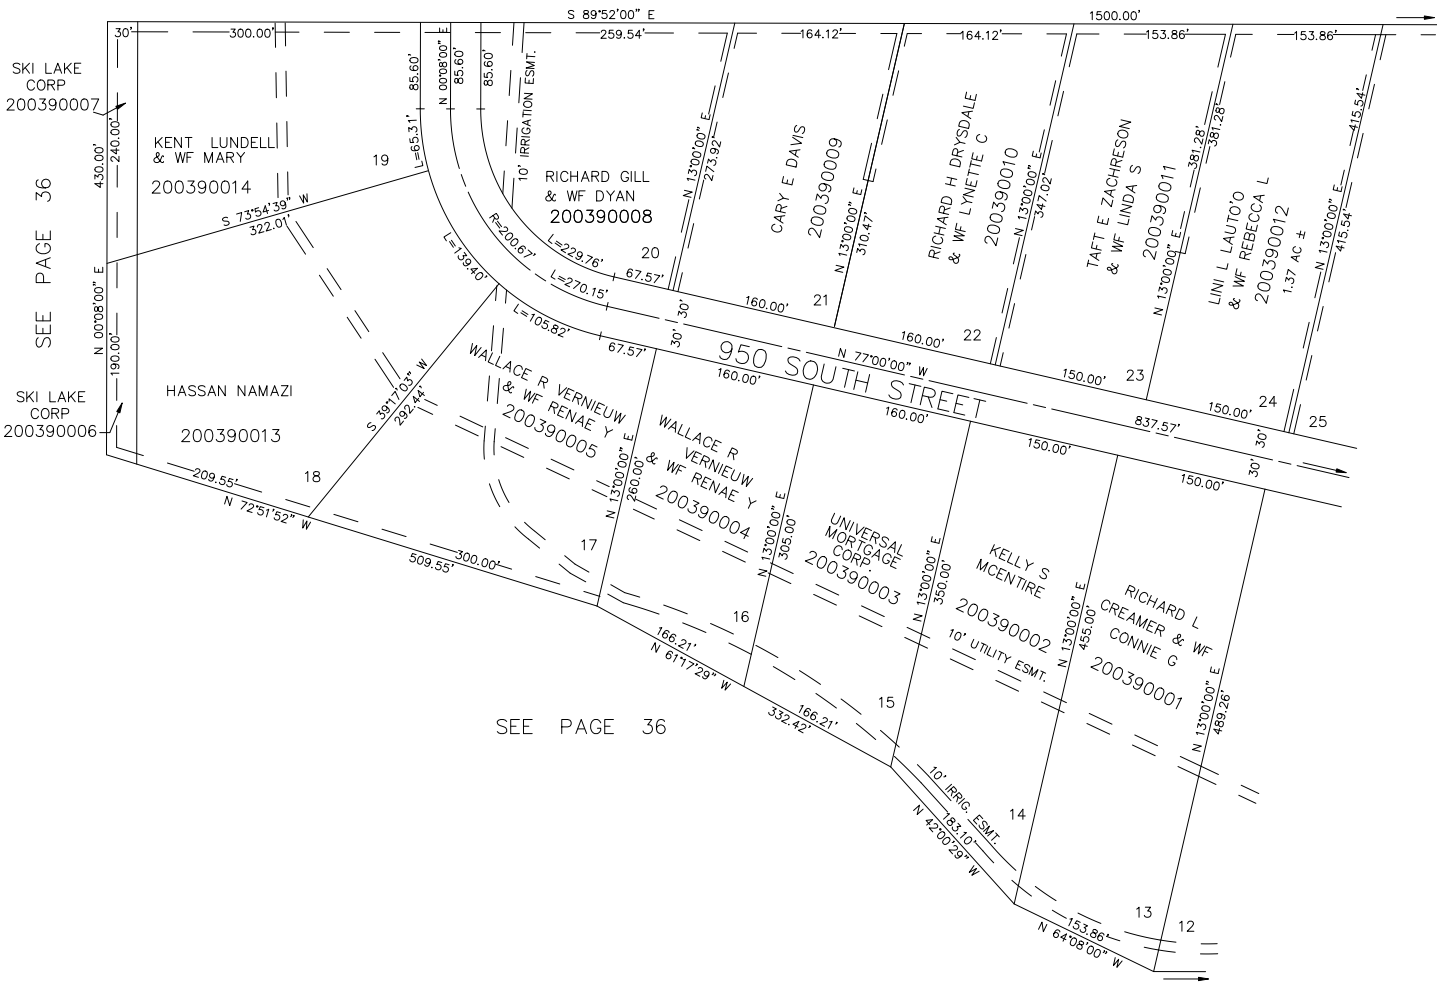 S 89°52'00" E
1500.00'
30'
300.00'
259.54'
164.12'
164.12'
153.86'
153.86'
SKI LAKE
CORP
200390007
430.00'
240.00'
N 00°08'00" E
190.00'
SEE PAGE 36
SKI LAKE
CORP
200390006
KENT LUNDELL
& WF MARY
200390014
19
S 73°54'39" W
322.01'
85.60'
N 00°08'00" E
85.60'
85.60'
L=65.31'
10' IRRIGATION ESMT.
RICHARD GILL
& WF DYAN
200390008
20
L=139.40'
R=200.67'
L=229.76'
L=270.15'
L=105.82'
67.57'
67.57'
N 13°00'00" E
273.92'
CARY E DAVIS
200390009
21
N 13°00'00" E
310.47'
RICHARD H DRYSDALE
& WF LYNETTE C
200390010
22
N 13°00'00" E
347.02'
TAFT E ZACHRESON
& WF LINDA S
200390011
23
N 13°00'00" E
381.28'
381.28'
LINI L LAUTO'O
& WF REBECCA L
200390012
1.37 AC ±
24
N 13°00'00" E
415.54'
415.54'
25
160.00'
160.00'
150.00'
150.00'
30'
30'
950 SOUTH STREET
N 77°00'00" W
837.57'
30'
30'
160.00'
160.00'
150.00'
150.00'
HASSAN NAMAZI
200390013
18
S 39°17'03" W
292.44'
209.55'
N 72°51'52" W
300.00'
509.55'
WALLACE R VERNIEUW
& WF RENAE Y
200390005
17
N 13°00'00" E
260.00'
WALLACE R
VERNIEUW
& WF RENAE Y
200390004
16
N 13°00'00" E
305.00'
166.21'
N 61°17'29" W
332.42'
166.21'
UNIVERSAL
MORTGAGE
CORP.
200390003
15
N 13°00'00" E
350.00'
KELLY S
MCENTIRE
200390002
10' UTILITY ESMT.
14
N 13°00'00" E
455.00'
RICHARD L
CREAMER & WF
CONNIE G
200390001
N 13°00'00" E
489.26'
SEE PAGE 36
10' IRRIG. ESMT.
183.10'
N 42°00'29" W
13
12
153.86'
N 64°08'00" W